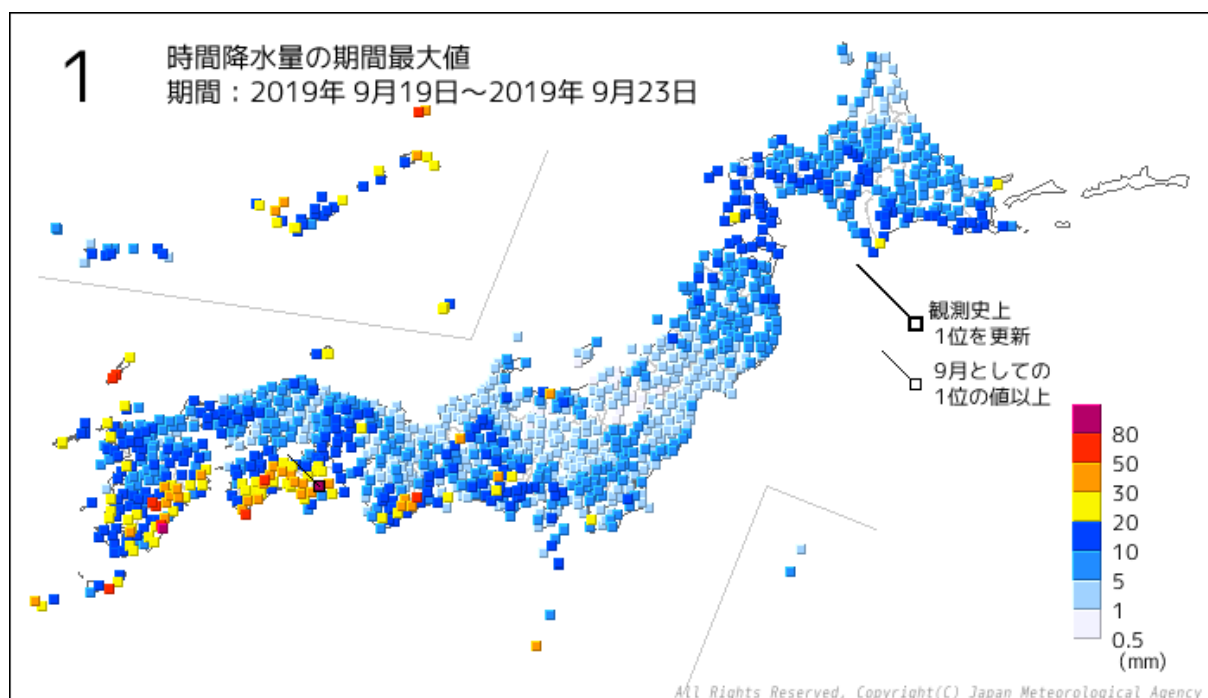 1
時間降水量の期間最大値
期間：2019年 9月19日～2019年 9月23日
観測史上
1位を更新
9月としての
1位の値以上
80
50
30
20
10
5
1
0.5
(mm)
All Rights Reserved. Copyright(C) Japan Meteorological Agency